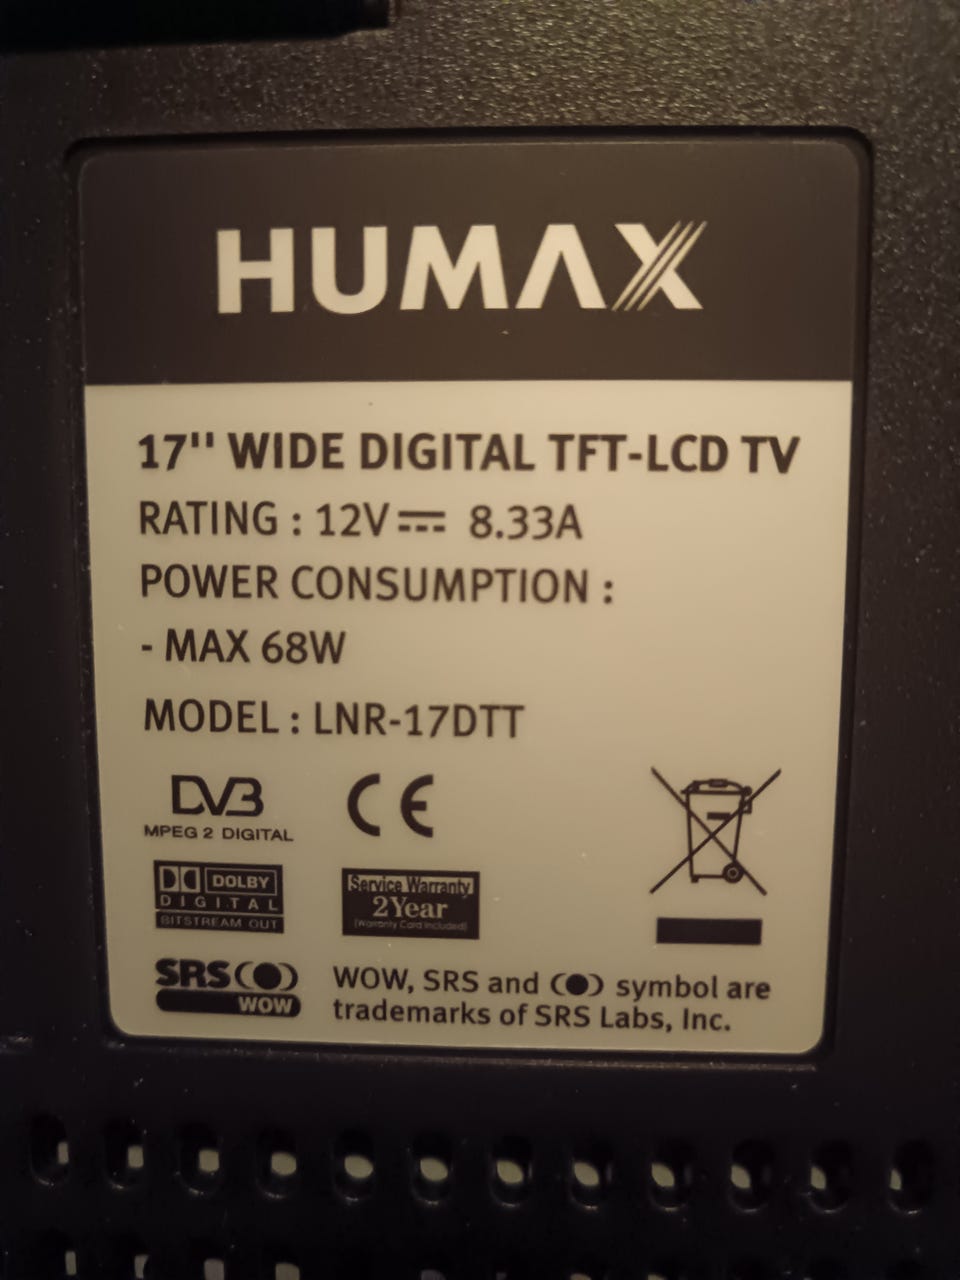 HUMAX
17'' WIDE DIGITAL TFT-LCD TV
RATING : 12V⎓ 8.33A
POWER CONSUMPTION :
- MAX 68W
MODEL : LNR-17DTT
DVB
MPEG 2 DIGITAL
CE
DOLBY
DIGITAL
BITSTREAM OUT
Service Warranty
2Year
(Warranty Card Included)
SRS(●)
WOW
WOW, SRS and (●) symbol are
trademarks of SRS Labs, Inc.